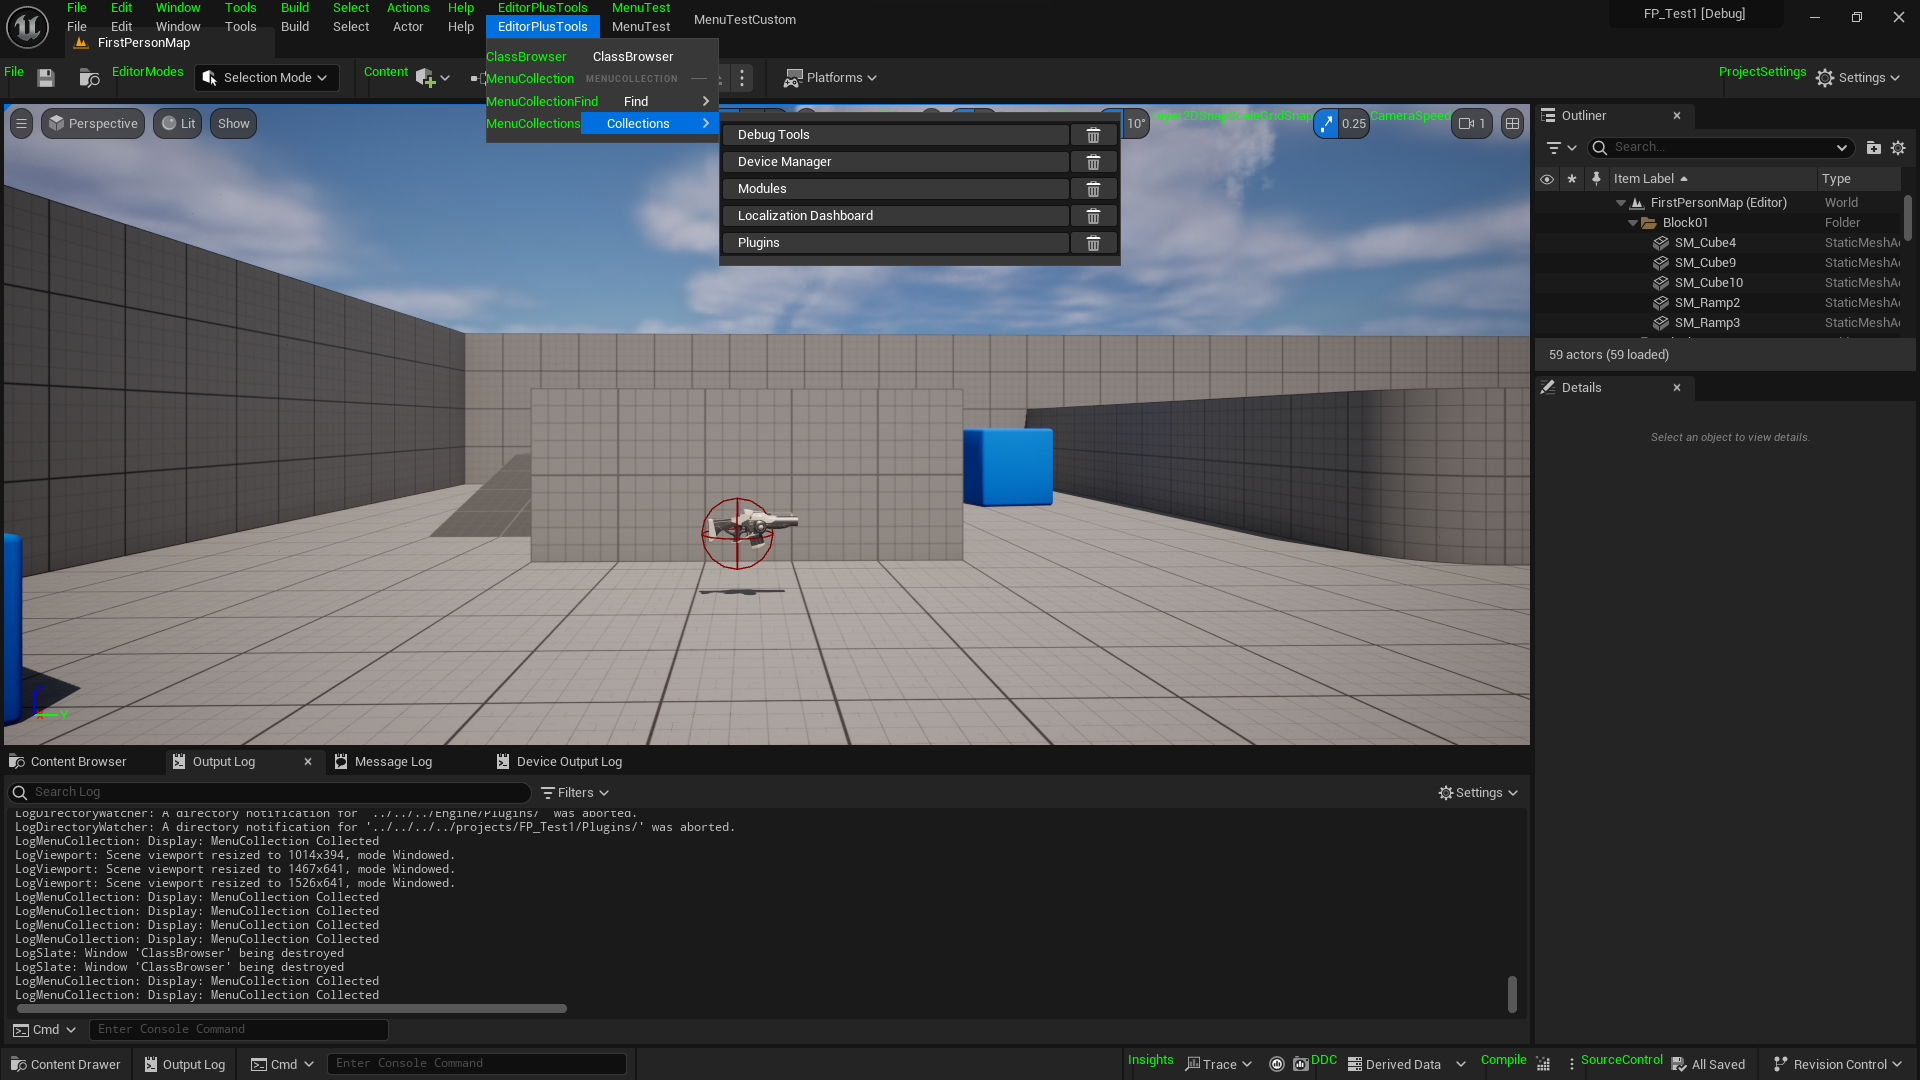 File Edit Window Tools Build Select Actions Help EditorPlusTools MenuTest
File Edit Window Tools Build Select Actor Help EditorPlusTools MenuTest MenuTestCustom
FP_Test1 [Debug]
FirstPersonMap
File EditorModes Selection Mode Content Platforms ProjectSettings Settings
ClassBrowser ClassBrowser
MenuCollection MENUCOLLECTION
MenuCollectionFind Find
MenuCollections Collections
Perspective Lit Show 10° 0.25 CameraSpeed 1
Debug Tools
Device Manager
Modules
Localization Dashboard
Plugins
Outliner
Search...
Item Label Type
FirstPersonMap (Editor) World
Block01 Folder
SM_Cube4 StaticMeshA
SM_Cube9 StaticMeshA
SM_Cube10 StaticMeshA
SM_Ramp2 StaticMeshA
SM_Ramp3 StaticMeshA
59 actors (59 loaded)
Details
Select an object to view details.
Content Browser Output Log Message Log Device Output Log
Search Log Filters Settings
LogDirectoryWatcher: A directory notification for '../../../Engine/Plugins/' was aborted.
LogDirectoryWatcher: A directory notification for '../../../../projects/FP_Test1/Plugins/' was aborted.
LogMenuCollection: Display: MenuCollection Collected
LogViewport: Scene viewport resized to 1014x394, mode Windowed.
LogViewport: Scene viewport resized to 1467x641, mode Windowed.
LogViewport: Scene viewport resized to 1526x641, mode Windowed.
LogMenuCollection: Display: MenuCollection Collected
LogMenuCollection: Display: MenuCollection Collected
LogMenuCollection: Display: MenuCollection Collected
LogMenuCollection: Display: MenuCollection Collected
LogSlate: Window 'ClassBrowser' being destroyed
LogSlate: Window 'ClassBrowser' being destroyed
LogMenuCollection: Display: MenuCollection Collected
LogMenuCollection: Display: MenuCollection Collected
Cmd Enter Console Command
Content Drawer Output Log Cmd Enter Console Command Insights Trace DDC Derived Data Compile SourceControl All Saved Revision Control